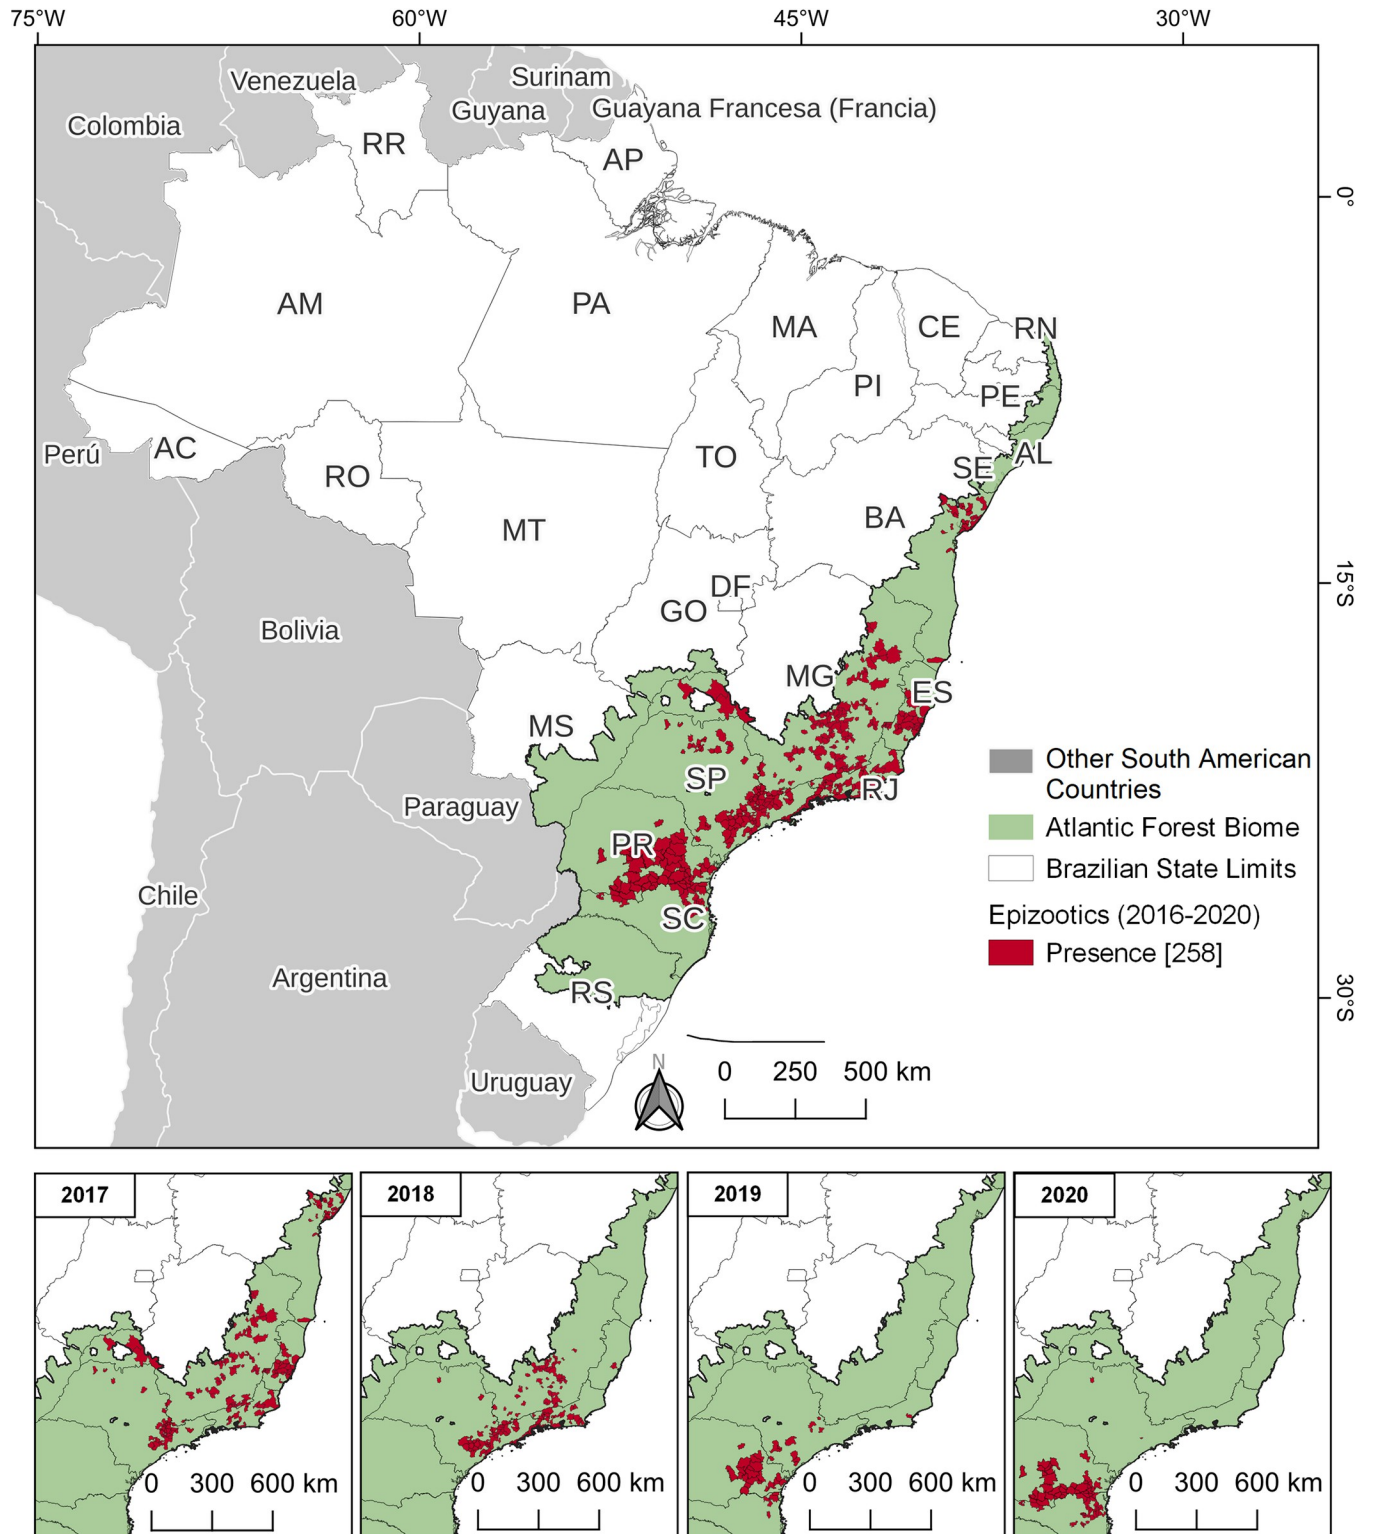 75°W 60°W 45°W 30°W
Venezuela
Surinam
Guyana
Guayana Francesa (Francia)
Colombia
RR
AP
0°
AM
PA
MA
CE
RN
PI
PE
AC
Perú
RO
TO
SE
AL
MT
BA
DF
GO
15°S
Bolivia
MG
ES
MS
SP
RJ
Paraguay
PR
Chile
SC
Argentina
RS
Uruguay
Other South American
Countries
Atlantic Forest Biome
Brazilian State Limits
Epizootics (2016-2020)
Presence [258]
30°S
N
0 250 500 km
2017
0 300 600 km
2018
0 300 600 km
2019
0 300 600 km
2020
0 300 600 km